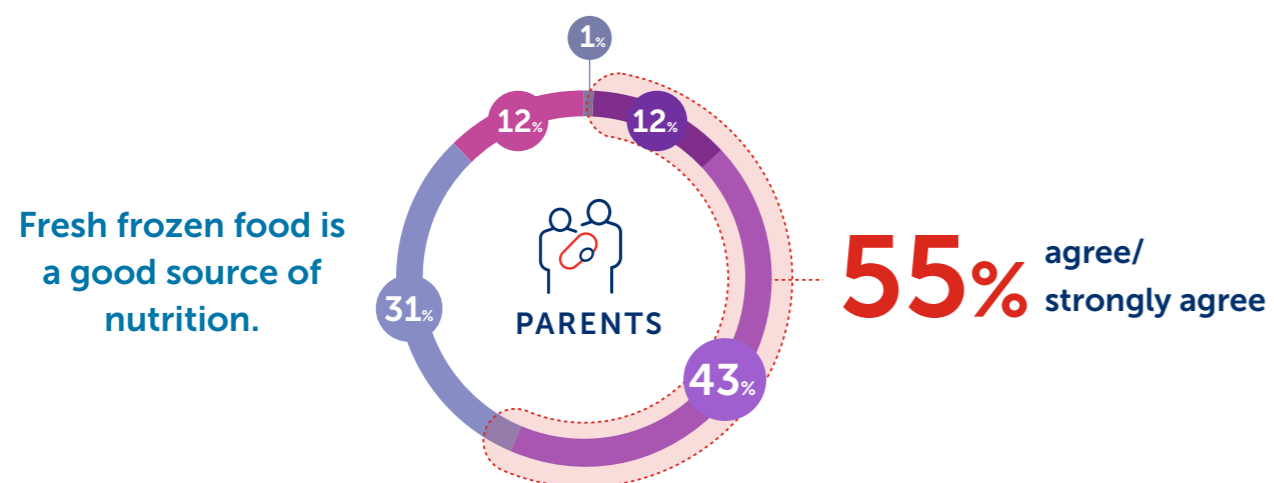 1%
12%
12%
Fresh frozen food is
a good source of
nutrition.
31%
PARENTS
43%
55%
agree/
strongly agree